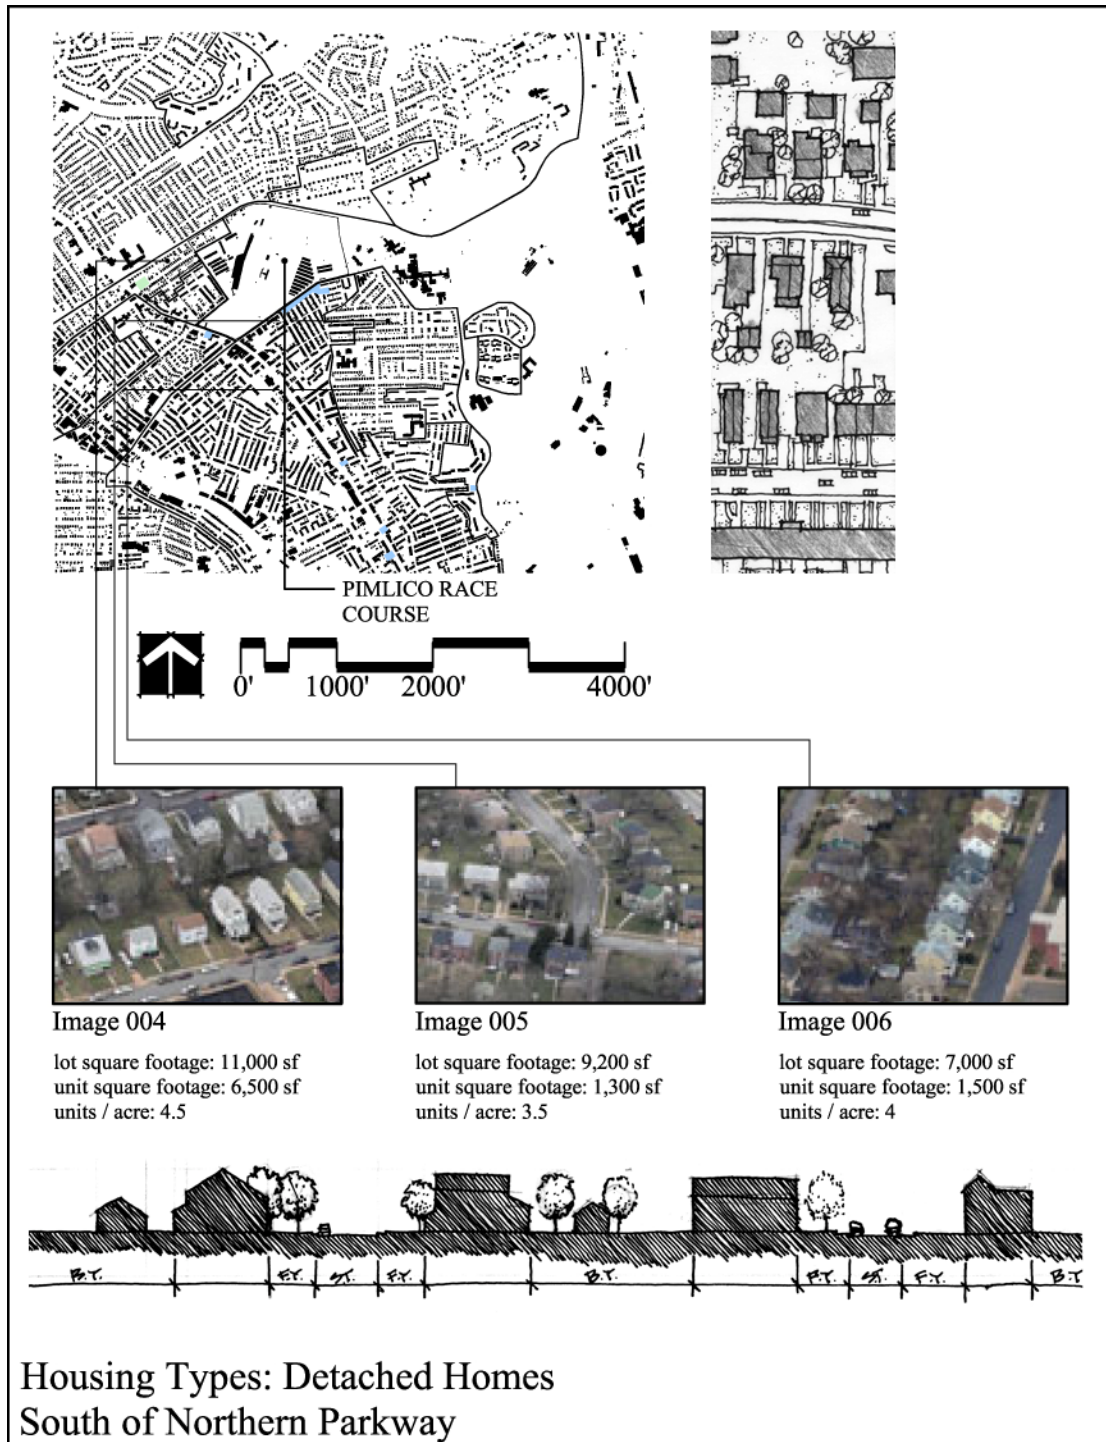 PIMLICO RACE
COURSE
0' 1000' 2000' 4000'
Image 004
lot square footage: 11,000 sf
unit square footage: 6,500 sf
units / acre: 4.5
Image 005
lot square footage: 9,200 sf
unit square footage: 1,300 sf
units / acre: 3.5
Image 006
lot square footage: 7,000 sf
unit square footage: 1,500 sf
units / acre: 4
B.Y. F.Y. ST. F.Y. B.Y. F.Y. ST. F.Y. B.Y
Housing Types: Detached Homes
South of Northern Parkway